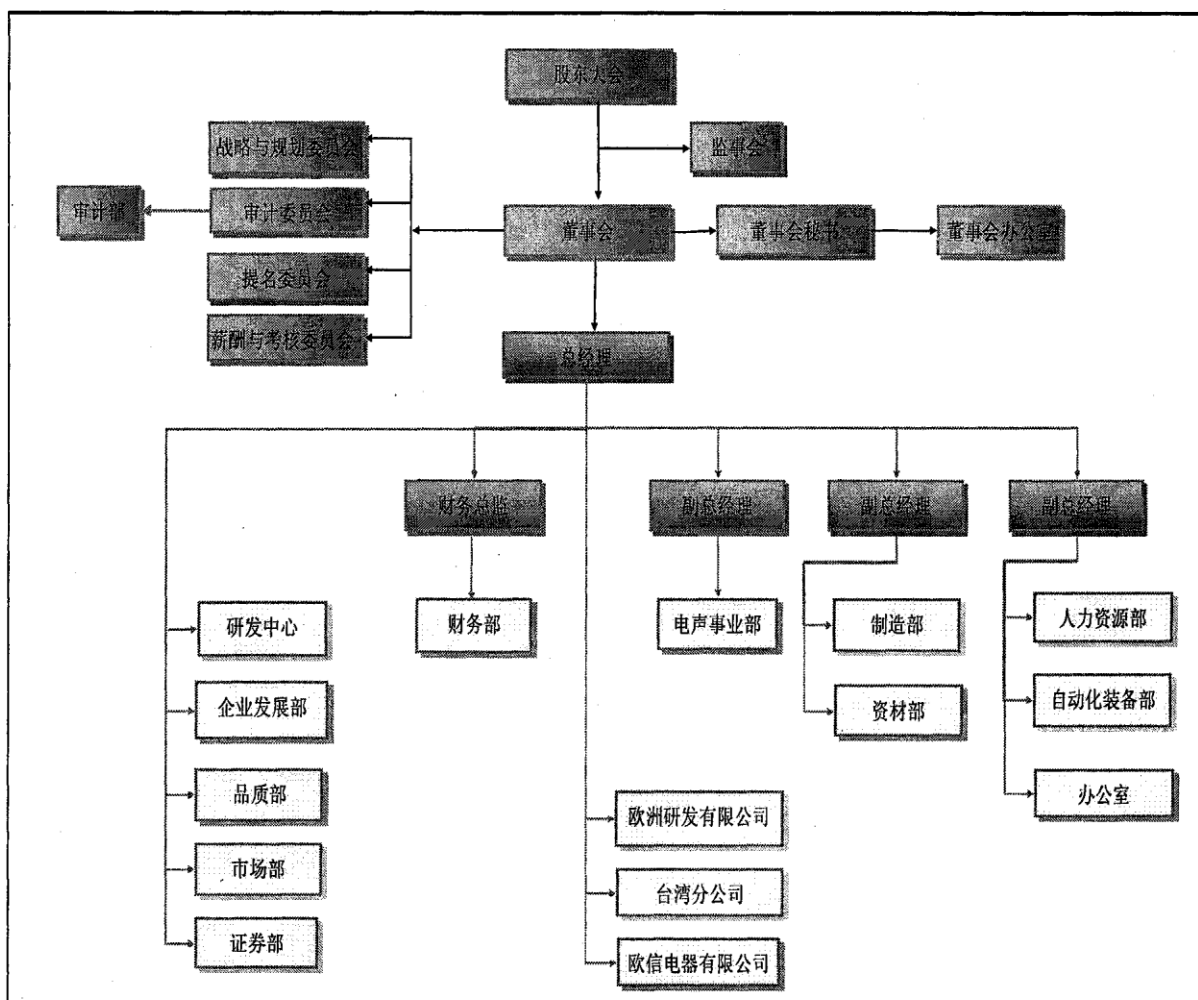 股东大会
监事会
战略与规划委员会
审计部
审计委员会
董事会
董事会秘书
董事会办公室
提名委员会
薪酬与考核委员会
总经理
财务总监
副总经理
副总经理
副总经理
研发中心
财务部
电声事业部
制造部
人力资源部
企业发展部
资材部
自动化装备部
品质部
欧洲研发有限公司
办公室
市场部
台湾分公司
证券部
欧信电器有限公司